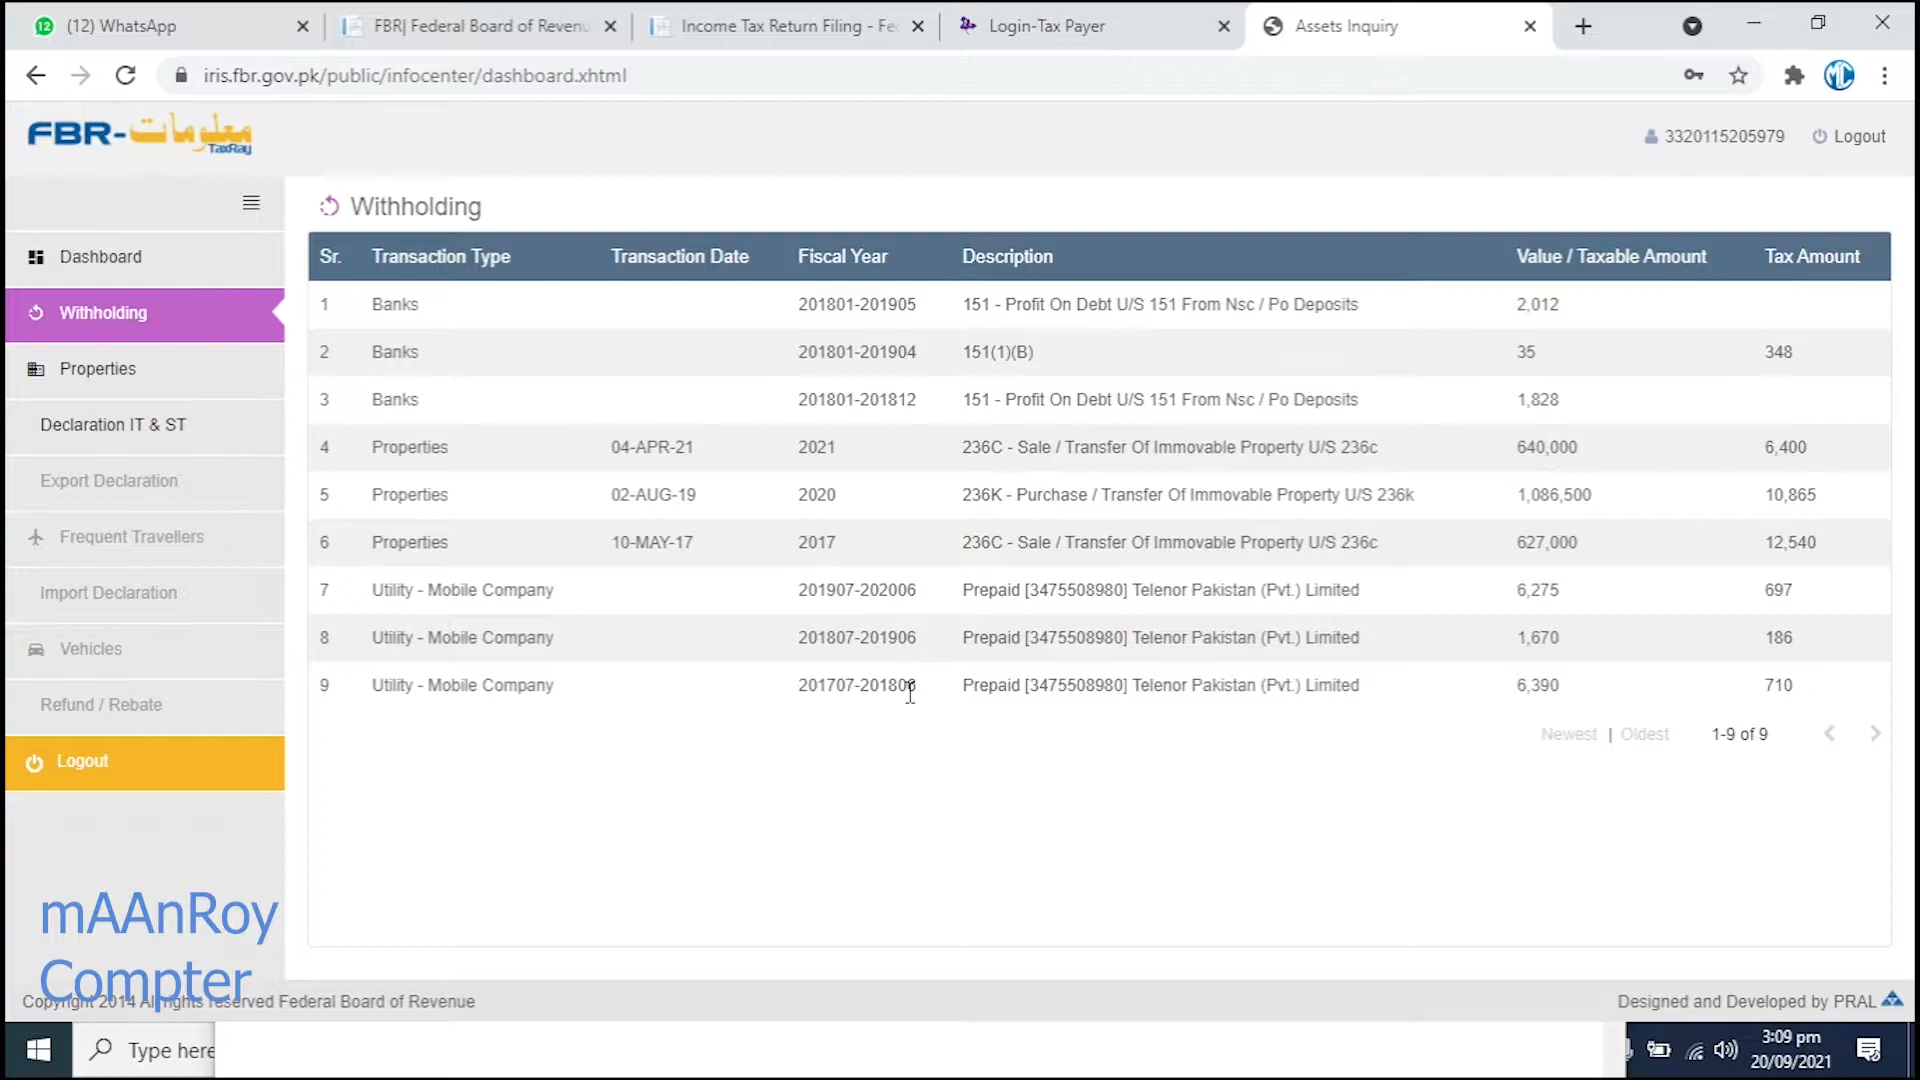 (12) WhatsApp
FBR| Federal Board of Revenu
Income Tax Return Filing - Fe
Login-Tax Payer
Assets Inquiry
iris.fbr.gov.pk/public/infocenter/dashboard.xhtml
FBR-معلومات
TaxRay
3320115205979 Logout
Dashboard
Withholding
Properties
Declaration IT & ST
Export Declaration
Frequent Travellers
Import Declaration
Vehicles
Refund / Rebate
Logout
Withholding
Sr. Transaction Type Transaction Date Fiscal Year Description Value / Taxable Amount Tax Amount
1 Banks 201801-201905 151 - Profit On Debt U/S 151 From Nsc / Po Deposits 2,012
2 Banks 201801-201904 151(1)(B) 35 348
3 Banks 201801-201812 151 - Profit On Debt U/S 151 From Nsc / Po Deposits 1,828
4 Properties 04-APR-21 2021 236C - Sale / Transfer Of Immovable Property U/S 236c 640,000 6,400
5 Properties 02-AUG-19 2020 236K - Purchase / Transfer Of Immovable Property U/S 236k 1,086,500 10,865
6 Properties 10-MAY-17 2017 236C - Sale / Transfer Of Immovable Property U/S 236c 627,000 12,540
7 Utility - Mobile Company 201907-202006 Prepaid [3475508980] Telenor Pakistan (Pvt.) Limited 6,275 697
8 Utility - Mobile Company 201807-201906 Prepaid [3475508980] Telenor Pakistan (Pvt.) Limited 1,670 186
9 Utility - Mobile Company 201707-201806 Prepaid [3475508980] Telenor Pakistan (Pvt.) Limited 6,390 710
Newest | Oldest 1-9 of 9
mAAnRoy
Compter
Copyright 2014 All rights reserved Federal Board of Revenue
Designed and Developed by PRAL
Type here
3:09 pm
20/09/2021